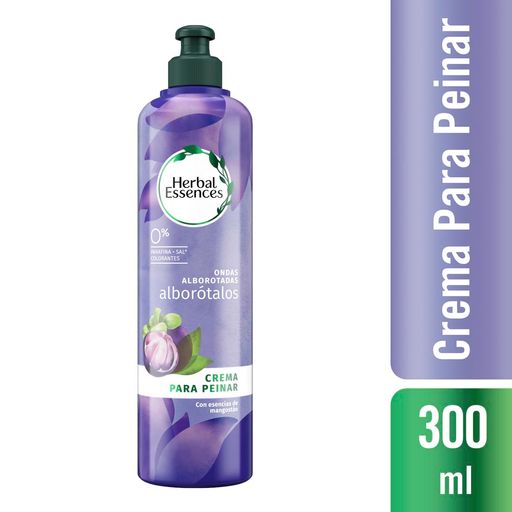 Herbal
Essences
0%
PARAFINA • SAL*
COLORANTES
ONDAS
ALBOROTADAS
alborótalos
CREMA
PARA PEINAR
Con esencias de
mangostán
Crema Para Peinar
300
ml